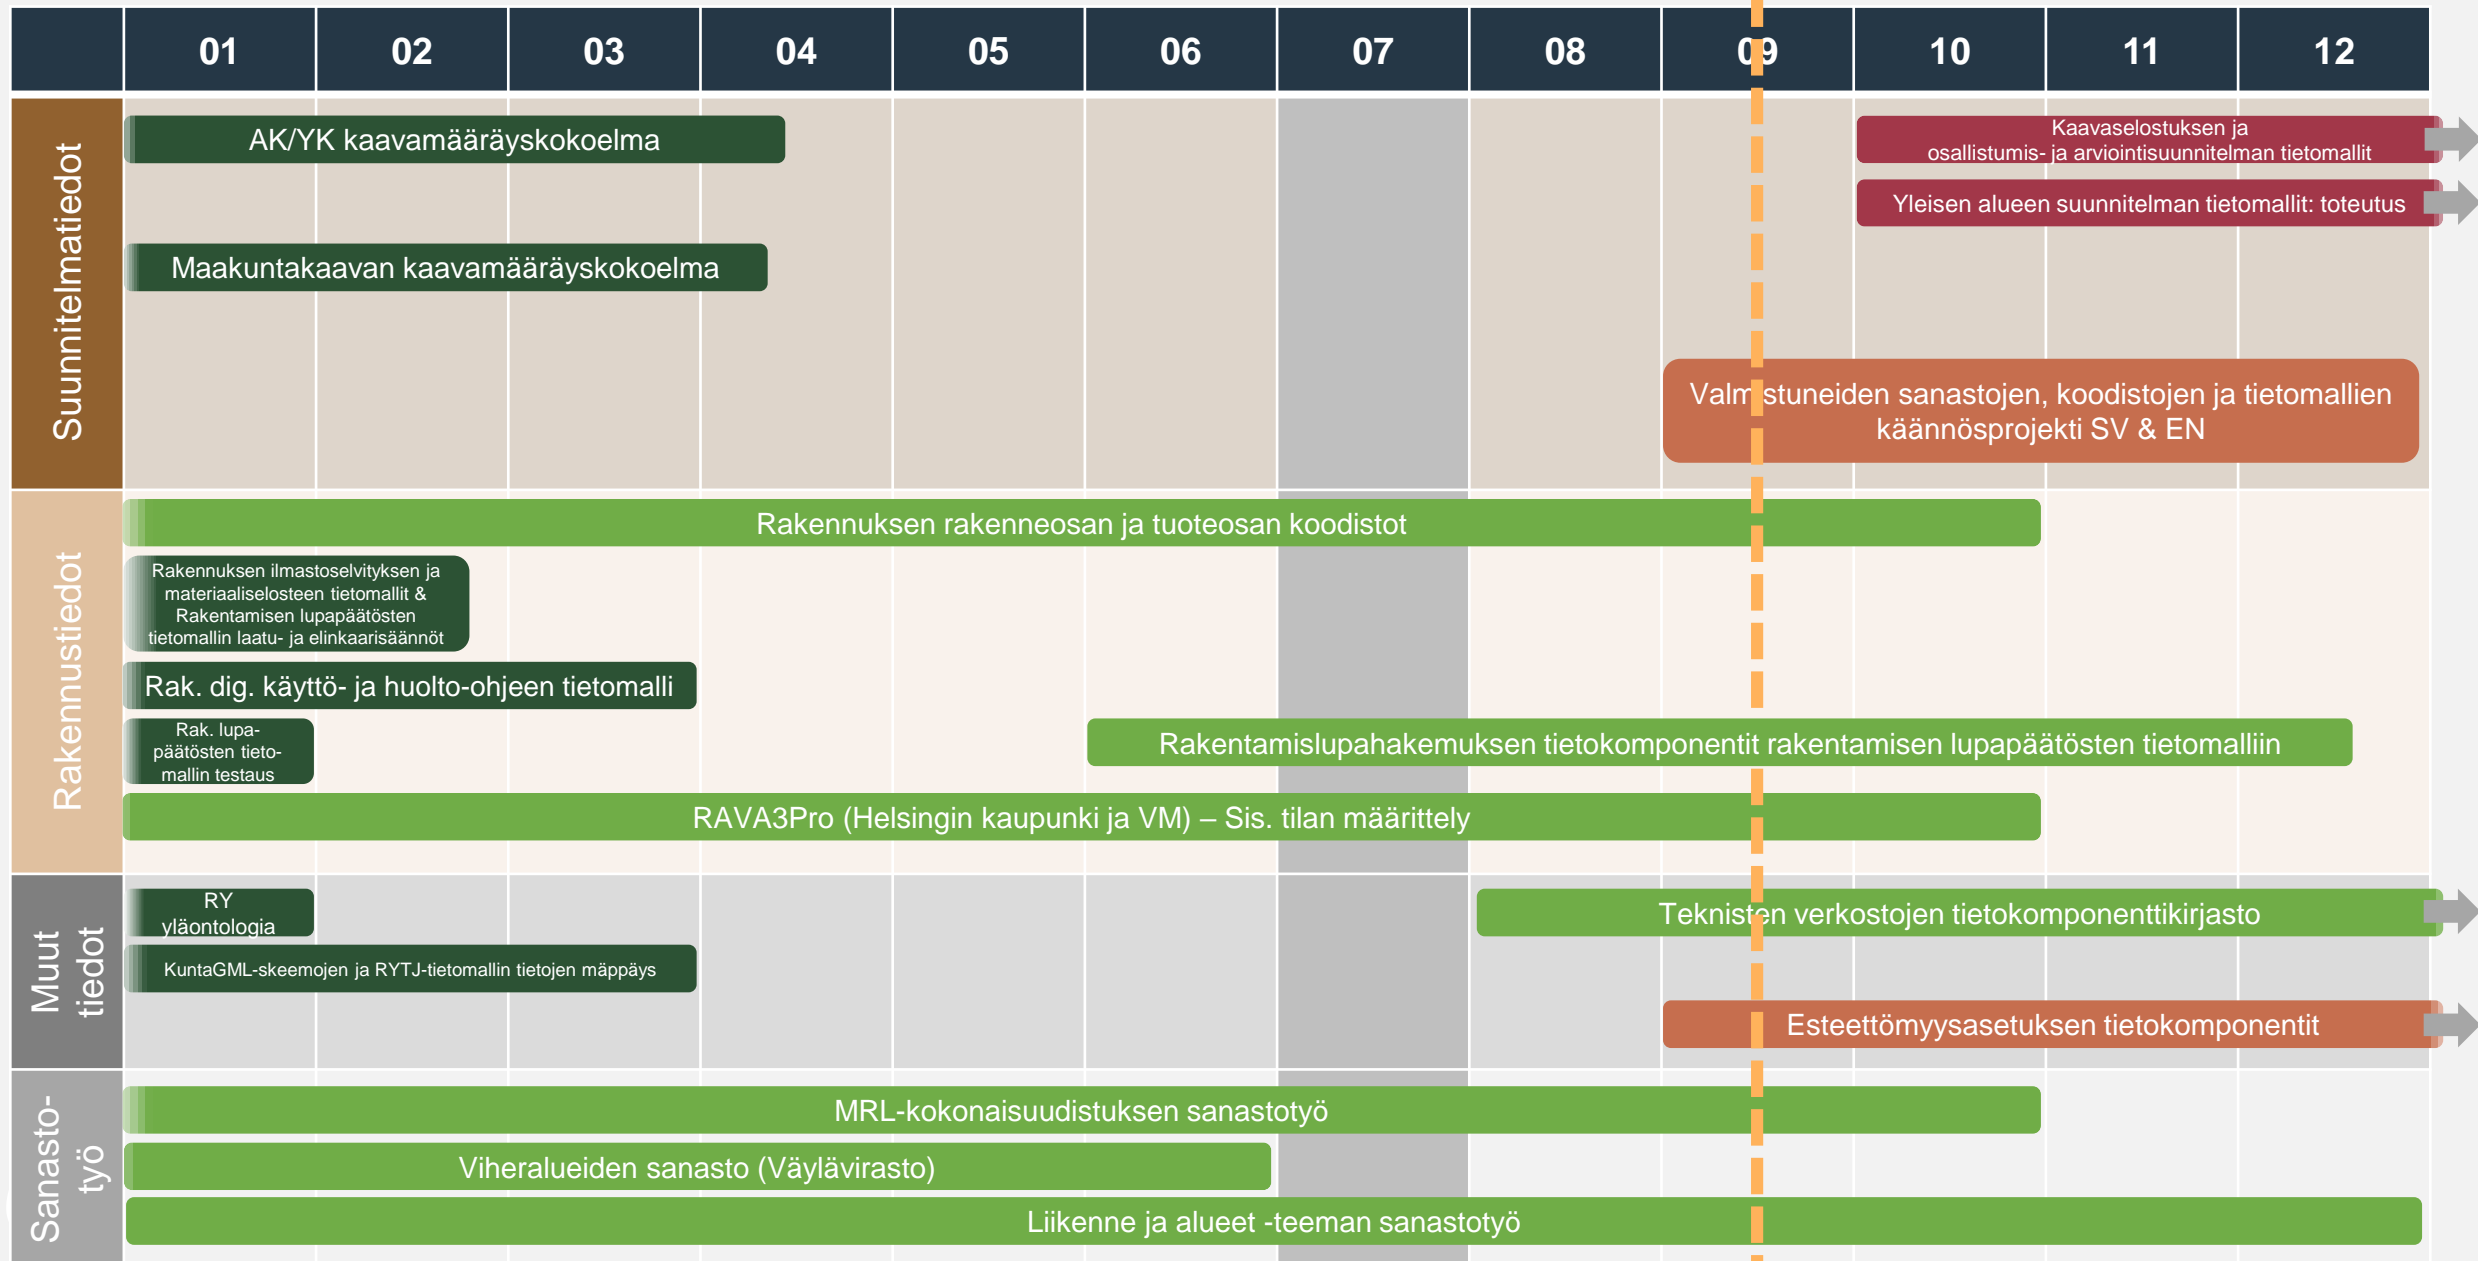 01 02 03 04 05 06 07 08 09 10 11 12
Suunnitelmatiedot
AK/YK kaavamääräyskokoelma
Kaavaselostuksen ja
osallistumis- ja arviointisuunnitelman tietomallit
Yleisen alueen suunnitelman tietomallit: toteutus
Maakuntakaavan kaavamääräyskokoelma
Valmistuneiden sanastojen, koodistojen ja tietomallien
käännösprojekti SV & EN
Rakennustiedot
Rakennuksen rakenneosan ja tuoteosan koodistot
Rakennuksen ilmastoselvityksen ja
materiaaliselosteen tietomallit &
Rakentamisen lupapäätösten
tietomallin laatu- ja elinkaarisäännöt
Rak. dig. käyttö- ja huolto-ohjeen tietomalli
Rak. lupa-
päätösten tieto-
mallin testaus
Rakentamislupahakemuksen tietokomponentit rakentamisen lupapäätösten tietomalliin
RAVA3Pro (Helsingin kaupunki ja VM) – Sis. tilan määrittely
Muut
tiedot
RY
yläontologia
Teknisten verkostojen tietokomponenttikirjasto
KuntaGML-skeemojen ja RYTJ-tietomallin tietojen mäppäys
Esteettömyysasetuksen tietokomponentit
Sanasto-
työ
MRL-kokonaisuudistuksen sanastotyö
Viheralueiden sanasto (Väylävirasto)
Liikenne ja alueet -teeman sanastotyö